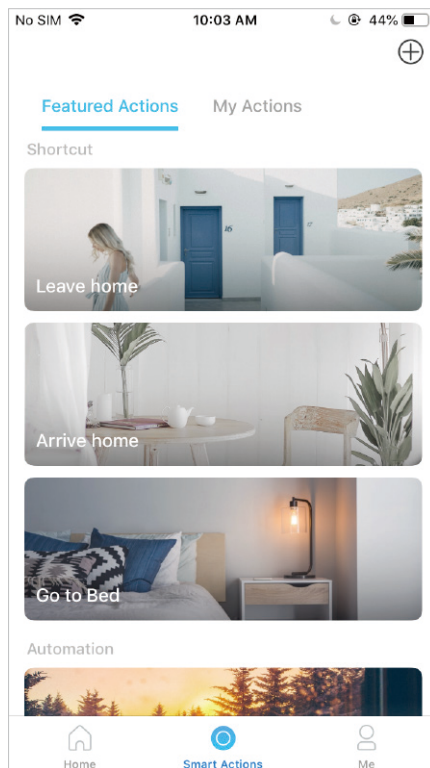 No SIM 10:03 AM 44%
Featured Actions My Actions
Shortcut
16
Leave home
Arrive home
Go to Bed
Automation
Home Smart Actions Me